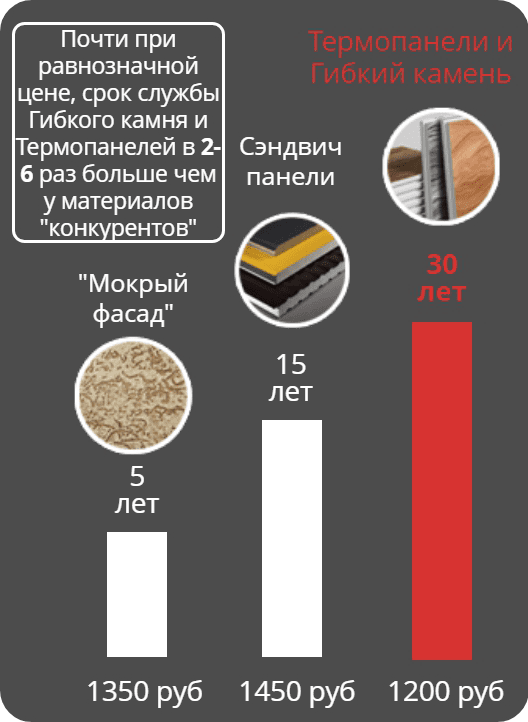 Почти при
равнозначной
цене, срок службы
Гибкого камня и
Термопанелей в 2-
6 раз больше чем
у материалов
"конкурентов"
Термопанели и
Гибкий камень
Сэндвич
панели
"Мокрый
фасад"
30
лет
15
лет
5
лет
1350 руб
1450 руб
1200 руб